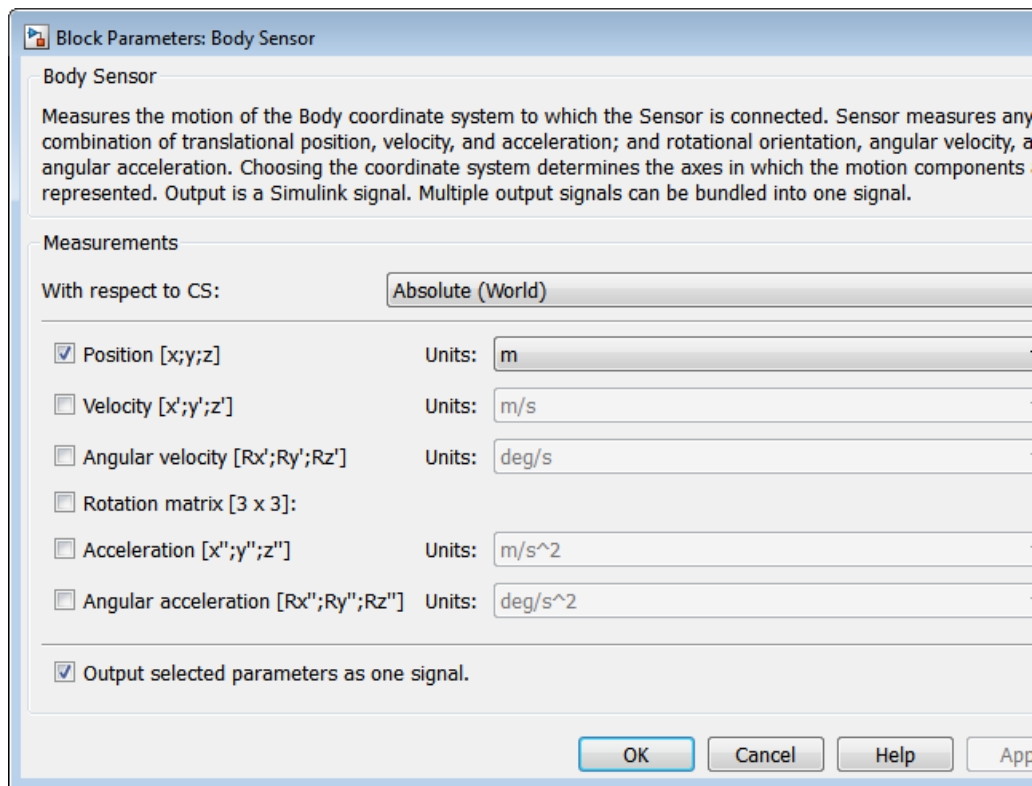 Block Parameters: Body Sensor
Body Sensor
Measures the motion of the Body coordinate system to which the Sensor is connected. Sensor measures any
combination of translational position, velocity, and acceleration; and rotational orientation, angular velocity, a
angular acceleration. Choosing the coordinate system determines the axes in which the motion components
represented. Output is a Simulink signal. Multiple output signals can be bundled into one signal.
Measurements
With respect to CS: Absolute (World)
Position [x;y;z] Units: m
Velocity [x';y';z'] Units: m/s
Angular velocity [Rx';Ry';Rz'] Units: deg/s
Rotation matrix [3 x 3]:
Acceleration [x'';y'';z''] Units: m/s^2
Angular acceleration [Rx'';Ry'';Rz''] Units: deg/s^2
Output selected parameters as one signal.
OK Cancel Help App